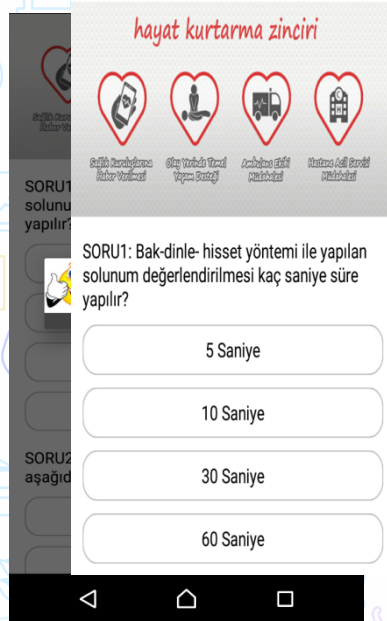 hayat kurtarma zinciri
Sağlık Kuruluşlarına
Haber Verilmesi
Olay Yerinde Temel
Yaşam Desteği
Ambulans Ekibi
Müdahalesi
Hastane Acil Servisi
Müdahalesi
SORU1: Bak-dinle- hisset yöntemi ile yapılan
solunum değerlendirilmesi kaç saniye süre
yapılır?
5 Saniye
10 Saniye
30 Saniye
60 Saniye
SORU1
solunu
yapılır?
SORU2
aşağıd